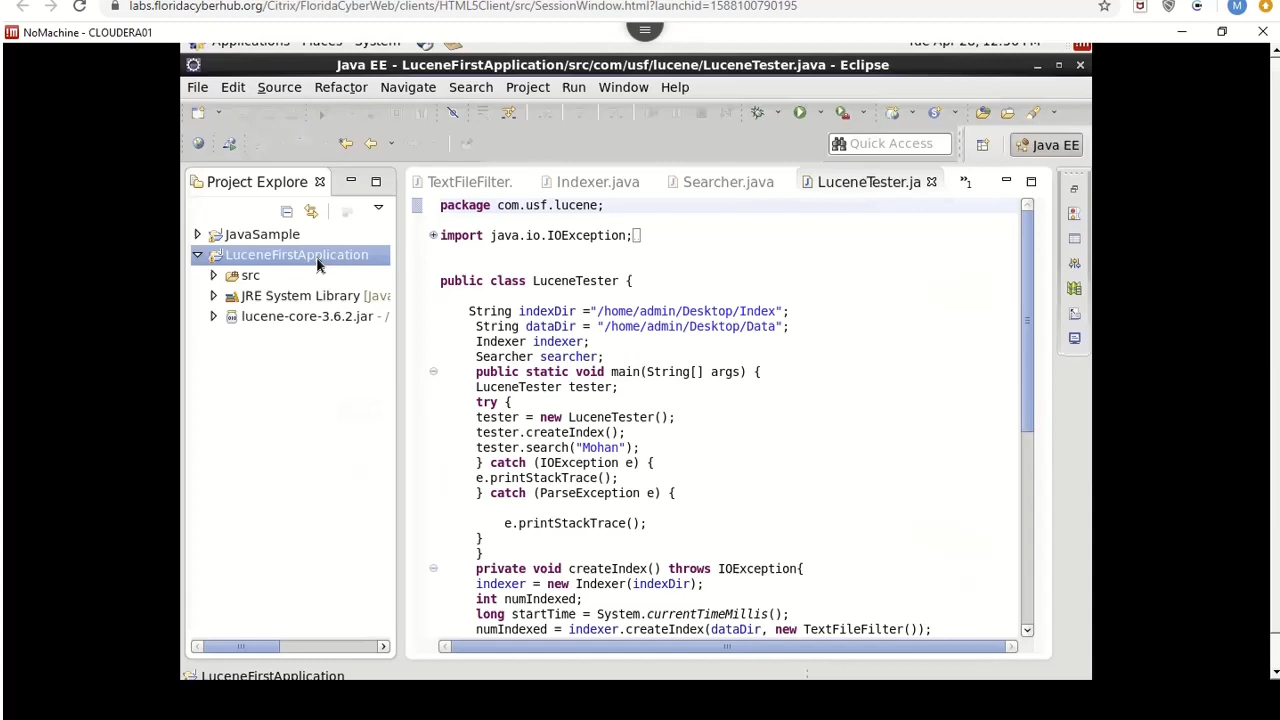 labs.floridacyberhub.org/Citrix/FloridaCyberWeb/clients/HTML5Client/src/SessionWindow.html?launchid=1588100790195
M
NoMachine - CLOUDERA01
Applications Places System
Java EE - LuceneFirstApplication/src/com/usf/lucene/LuceneTester.java - Eclipse
File Edit Source Refactor Navigate Search Project Run Window Help
Quick Access
Java EE
Project Explore
TextFileFilter.
Indexer.java
Searcher.java
LuceneTester.ja
»1
JavaSample
LuceneFirstApplication
src
JRE System Library [Java
lucene-core-3.6.2.jar - /
package com.usf.lucene;
import java.io.IOException;
public class LuceneTester {
String indexDir ="/home/admin/Desktop/Index";
String dataDir = "/home/admin/Desktop/Data";
Indexer indexer;
Searcher searcher;
public static void main(String[] args) {
LuceneTester tester;
try {
tester = new LuceneTester();
tester.createIndex();
tester.search("Mohan");
} catch (IOException e) {
e.printStackTrace();
} catch (ParseException e) {
e.printStackTrace();
}
}
private void createIndex() throws IOException{
indexer = new Indexer(indexDir);
int numIndexed;
long startTime = System.currentTimeMillis();
numIndexed = indexer.createIndex(dataDir, new TextFileFilter());
LuceneFirstApplication